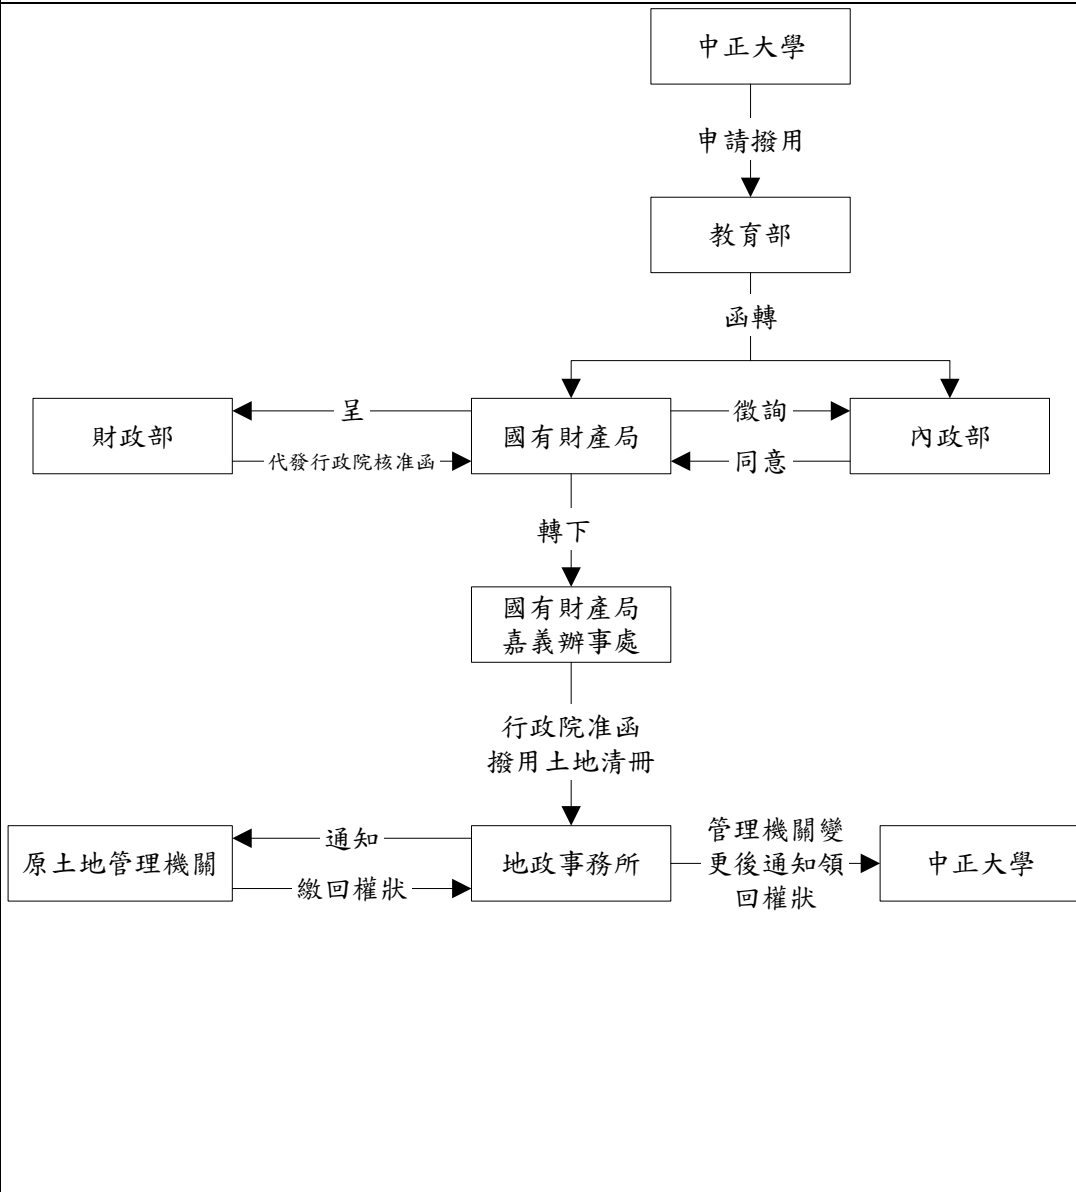 中正大學
申請撥用
教育部
函轉
財政部
呈
國有財產局
徵詢
內政部
代發行政院核准函
同意
轉下
國有財產局
嘉義辦事處
行政院准函
撥用土地清冊
原土地管理機關
通知
繳回權狀
地政事務所
管理機關變
更後通知領
回權狀
中正大學